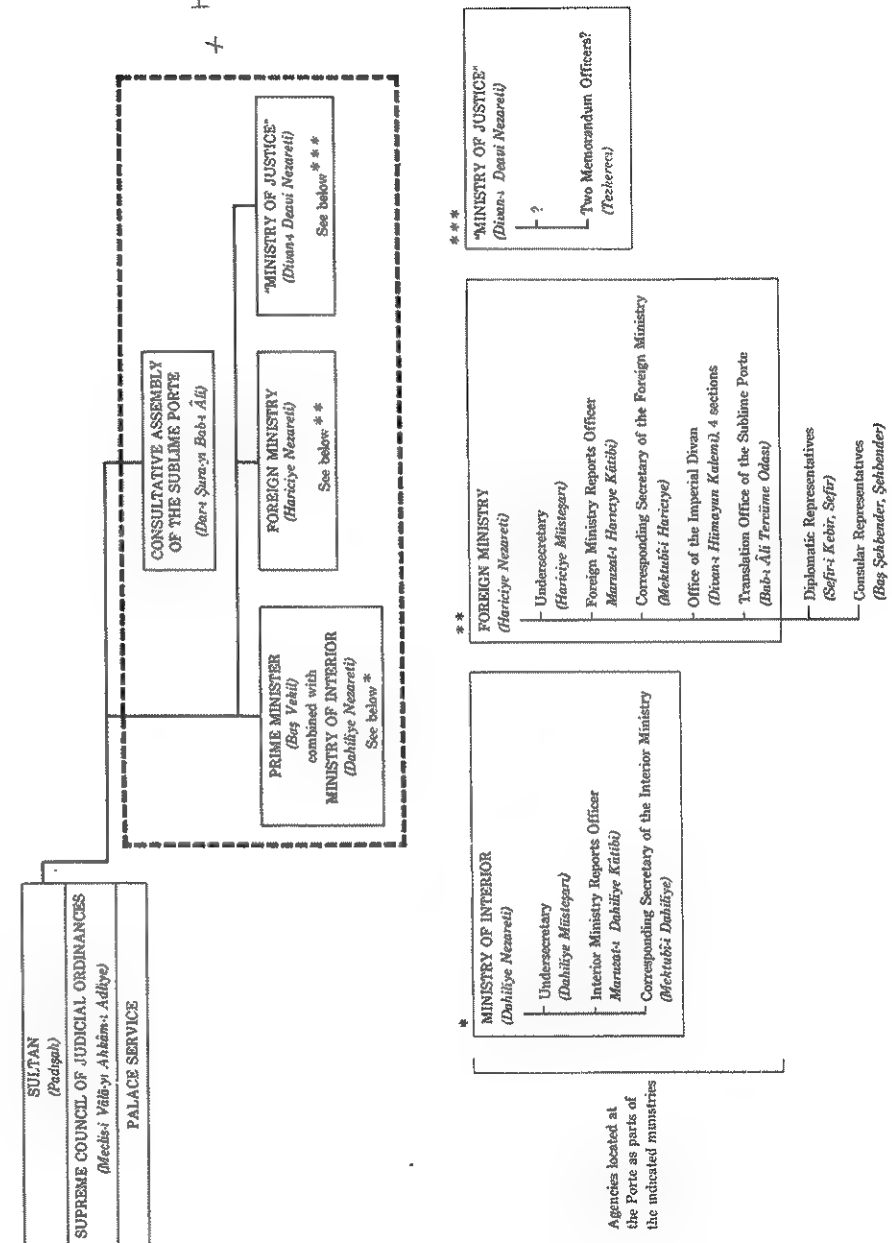 SULTAN
(Padışah)
SUPREME COUNCIL OF JUDICIAL ORDINANCES
(Meclis-i Vâlâ-yı Ahkâm-ı Adliye)
PALACE SERVICE
CONSULTATIVE ASSEMBLY
OF THE SUBLIME PORTE
(Dar-ı Şura-yı Bab-ı Âli)
PRIME MINISTER
(Baş Vekil)
combined with
MINISTRY OF INTERIOR
(Dahiliye Nezareti)
See below *
FOREIGN MINISTRY
(Hariciye Nezareti)
See below * *
"MINISTRY OF JUSTICE"
(Divan-ı Deavi Nezareti)
See below * * *
Agencies located at
the Porte as parts of
the indicated ministries
*
MINISTRY OF INTERIOR
(Dahiliye Nezareti)
Undersecretary
(Dahiliye Müsteşarı)
Interior Ministry Reports Officer
Maruzat-ı Dahiliye Kâtibi)
Corresponding Secretary of the Interior Ministry
(Mektubî-i Dahiliye)
* *
FOREIGN MINISTRY
(Hariciye Nezareti)
Undersecretary
(Hariciye Müsteşarı)
Foreign Ministry Reports Officer
Maruzat-ı Hariciye Kâtibi)
Corresponding Secretary of the Foreign Ministry
(Mektubî-i Hariciye)
Office of the Imperial Divan
(Divan-ı Hümayun Kalemi), 4 sections
Translation Office of the Sublime Porte
(Bab-ı Âli Tercüme Odası)
Diplomatic Representatives
(Sefir-i Kebir, Sefir)
Consular Representatives
(Baş Şehbender, Şehbender)
* * *
"MINISTRY OF JUSTICE"
(Divan-ı Deavi Nezareti)
?
Two Memorandum Officers?
(Tezkereci)